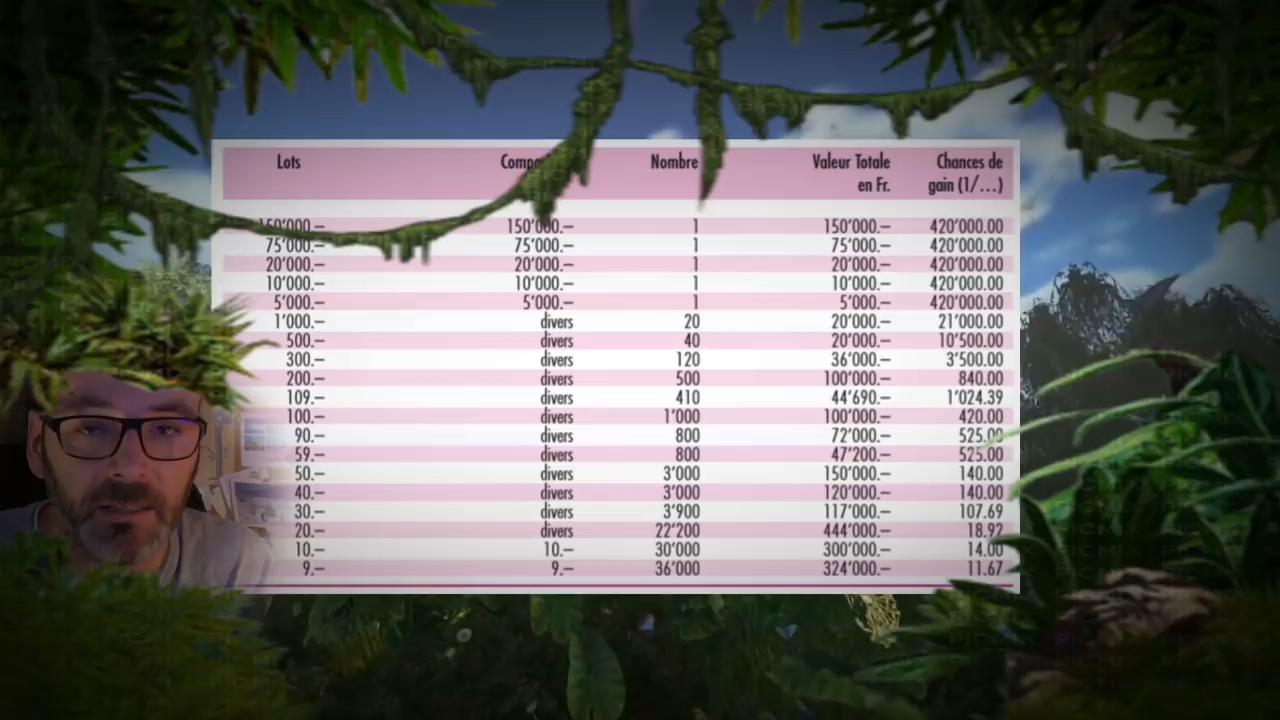 Lots Nombre Valeur Totale Chances de
en Fr. gain (1/...)
150'000.– 150'000.– 1 150'000.– 420'000.00
75'000.– 75'000.– 1 75'000.– 420'000.00
20'000.– 20'000.– 1 20'000.– 420'000.00
10'000.– 10'000.– 1 10'000.– 420'000.00
5'000.– 5'000.– 1 5'000.– 420'000.00
1'000.– divers 20 20'000.– 21'000.00
500.– divers 40 20'000.– 10'500.00
300.– divers 120 36'000.– 3'500.00
200.– divers 500 100'000.– 840.00
109.– divers 410 44'690.– 1'024.39
100.– divers 1'000 100'000.– 420.00
90.– divers 800 72'000.– 525.00
59.– divers 800 47'200.– 525.00
50.– divers 3'000 150'000.– 140.00
40.– divers 3'000 120'000.– 140.00
30.– divers 3'900 117'000.– 107.69
20.– divers 22'200 444'000.– 18.92
10.– 10.– 30'000 300'000.– 14.00
9.– 9.– 36'000 324'000.– 11.67